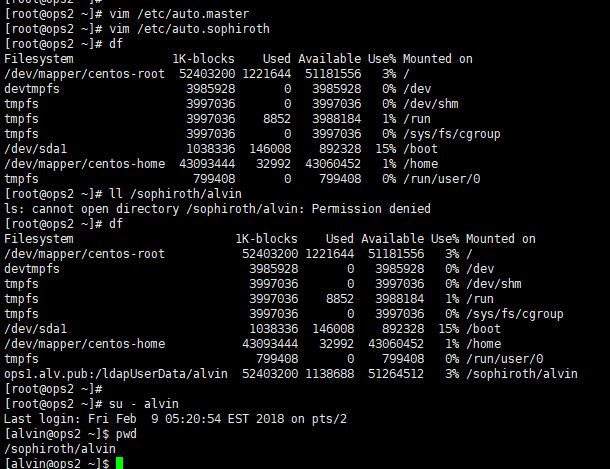 [root@ops2 ~]#
[root@ops2 ~]# vim /etc/auto.master
[root@ops2 ~]# vim /etc/auto.sophiroth
[root@ops2 ~]# df
Filesystem              1K-blocks    Used Available Use% Mounted on
/dev/mapper/centos-root  52403200 1221644  51181556   3% /
devtmpfs                  3985928       0   3985928   0% /dev
tmpfs                     3997036       0   3997036   0% /dev/shm
tmpfs                     3997036    8852   3988184   1% /run
tmpfs                     3997036       0   3997036   0% /sys/fs/cgroup
/dev/sda1                 1038336  146008    892328  15% /boot
/dev/mapper/centos-home  43093444   32992  43060452   1% /home
tmpfs                      799408       0    799408   0% /run/user/0
[root@ops2 ~]# ll /sophiroth/alvin
ls: cannot open directory /sophiroth/alvin: Permission denied
[root@ops2 ~]# df
Filesystem                       1K-blocks    Used Available Use% Mounted on
/dev/mapper/centos-root           52403200 1221644  51181556   3% /
devtmpfs                           3985928       0   3985928   0% /dev
tmpfs                              3997036       0   3997036   0% /dev/shm
tmpfs                              3997036    8852   3988184   1% /run
tmpfs                              3997036       0   3997036   0% /sys/fs/cgroup
/dev/sda1                          1038336  146008    892328  15% /boot
/dev/mapper/centos-home           43093444   32992  43060452   1% /home
tmpfs                               799408       0    799408   0% /run/user/0
ops1.alv.pub:/ldapUserData/alvin  52403200 1138688  51264512   3% /sophiroth/alvin
[root@ops2 ~]#
[root@ops2 ~]# su - alvin
Last login: Fri Feb  9 05:20:54 EST 2018 on pts/2
[alvin@ops2 ~]$ pwd
/sophiroth/alvin
[alvin@ops2 ~]$